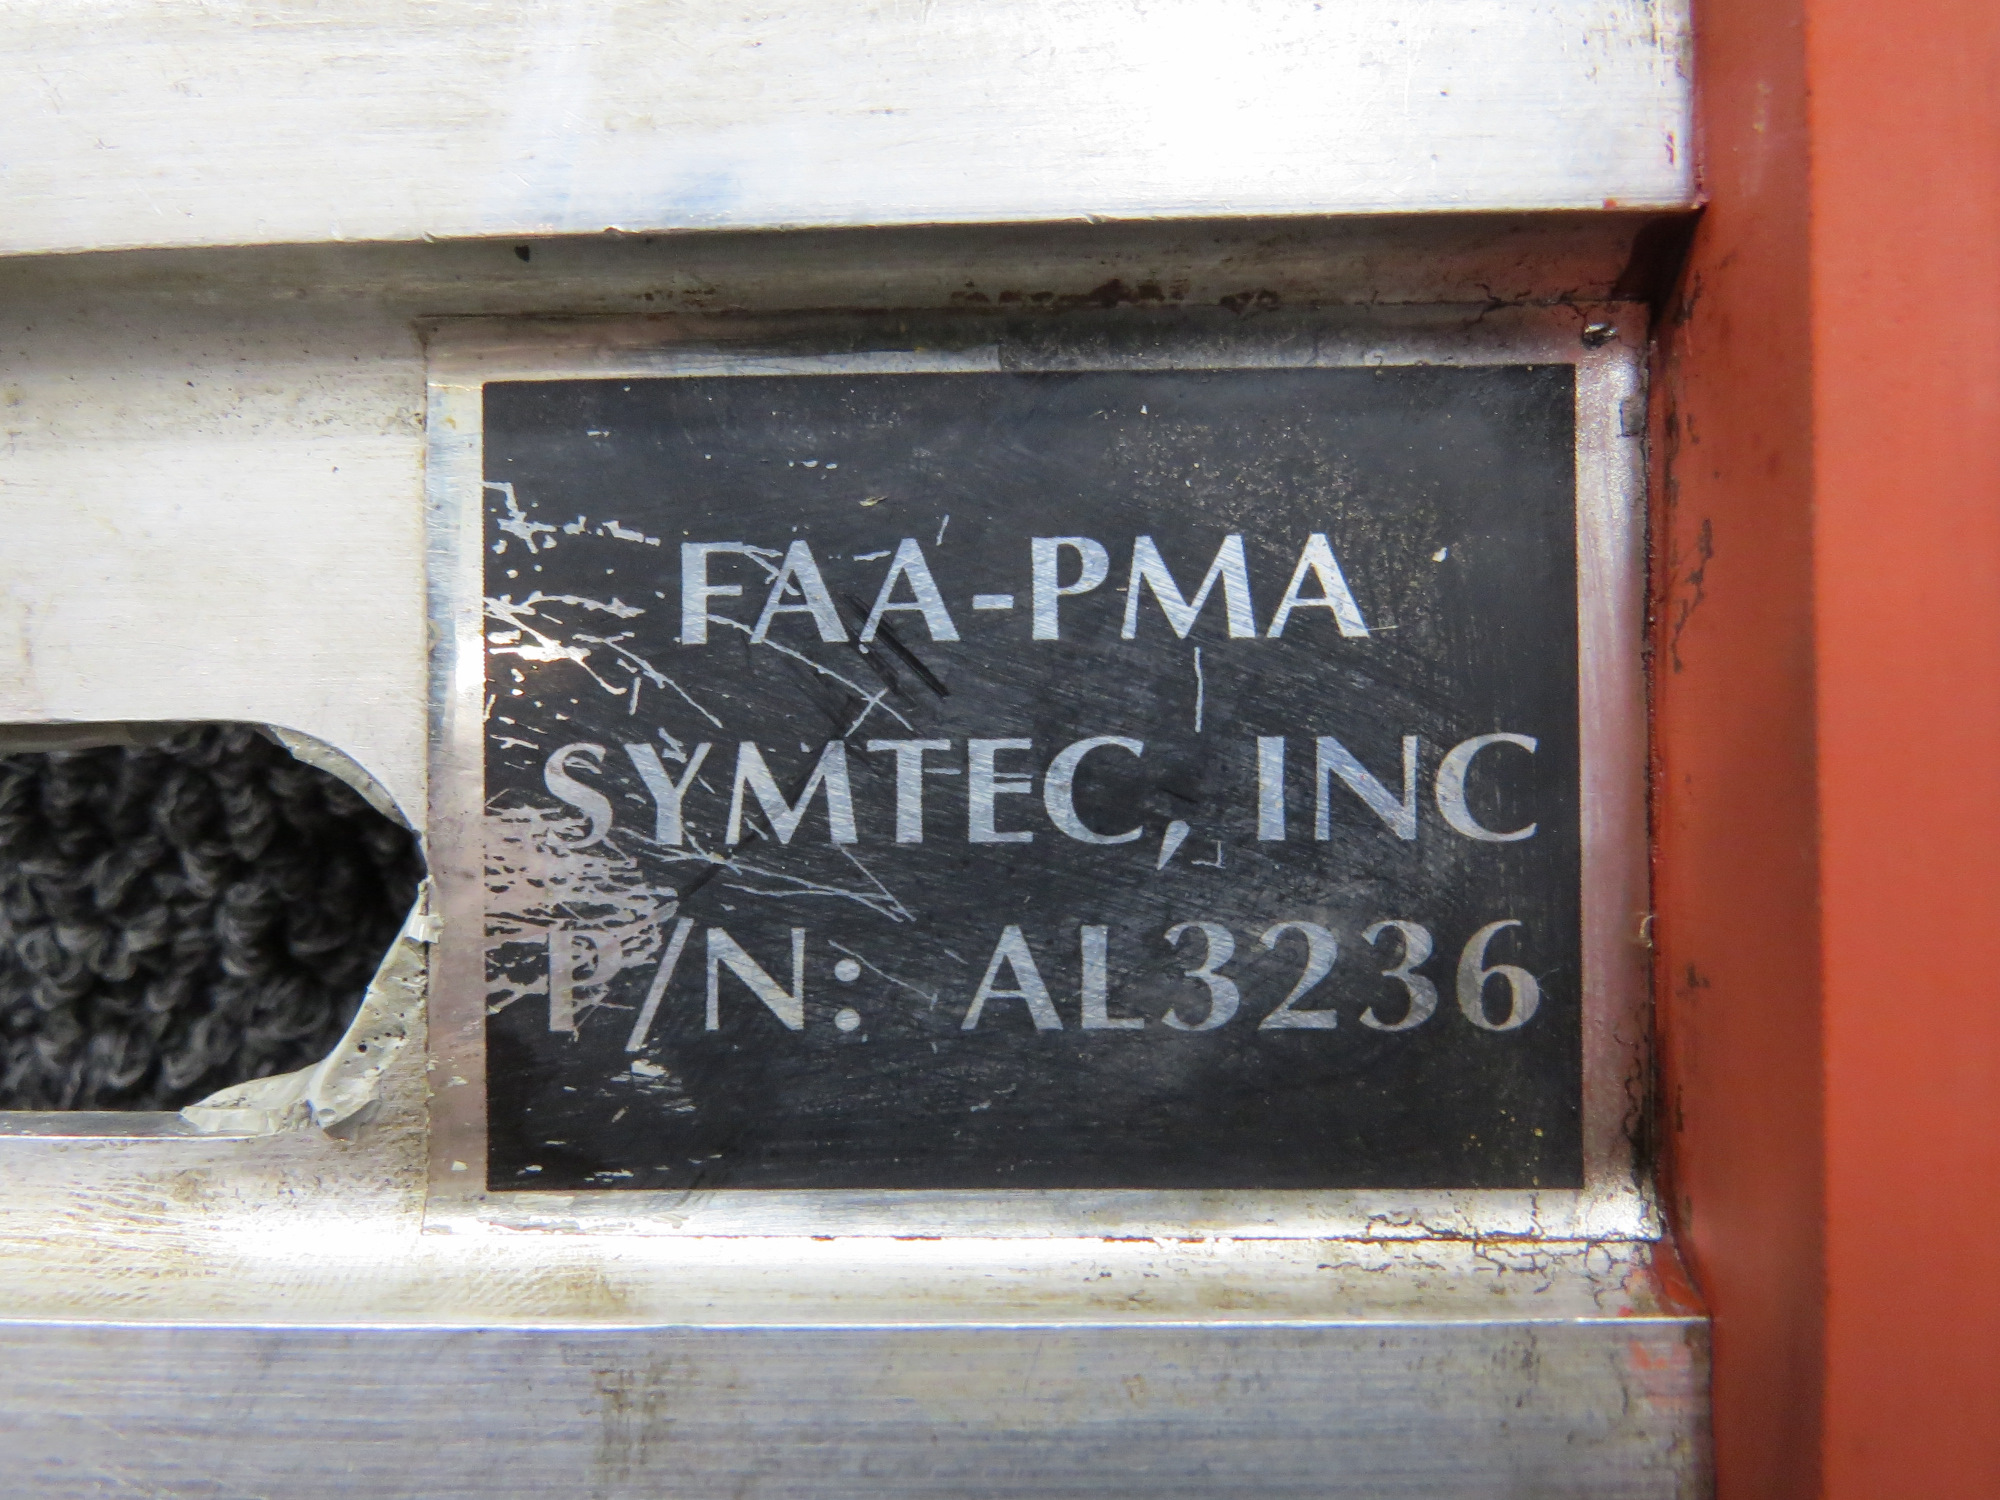 FAA-PMA
SYMTEC, INC
P/N: AL3236